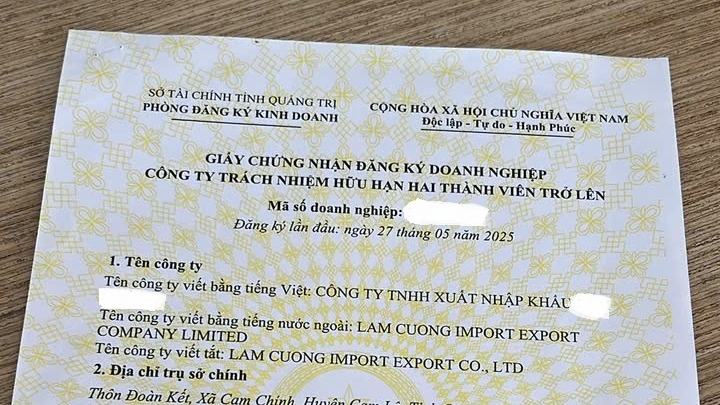 SỞ TÀI CHÍNH TỈNH QUẢNG TRỊ
PHÒNG ĐĂNG KÝ KINH DOANH
CỘNG HÒA XÃ HỘI CHỦ NGHĨA VIỆT NAM
Độc lập - Tự do - Hạnh Phúc
GIẤY CHỨNG NHẬN ĐĂNG KÝ DOANH NGHIỆP
CÔNG TY TRÁCH NHIỆM HỮU HẠN HAI THÀNH VIÊN TRỞ LÊN
Mã số doanh nghiệp:
Đăng ký lần đầu: ngày 27 tháng 05 năm 2025
1. Tên công ty
Tên công ty viết bằng tiếng Việt: CÔNG TY TNHH XUẤT NHẬP KHẨU
Tên công ty viết bằng tiếng nước ngoài: LAM CUONG IMPORT EXPORT
COMPANY LIMITED
Tên công ty viết tắt: LAM CUONG IMPORT EXPORT CO., LTD
2. Địa chỉ trụ sở chính
Thôn Đoàn Kết, Xã Cam Chính, Huyện Cam Lộ,